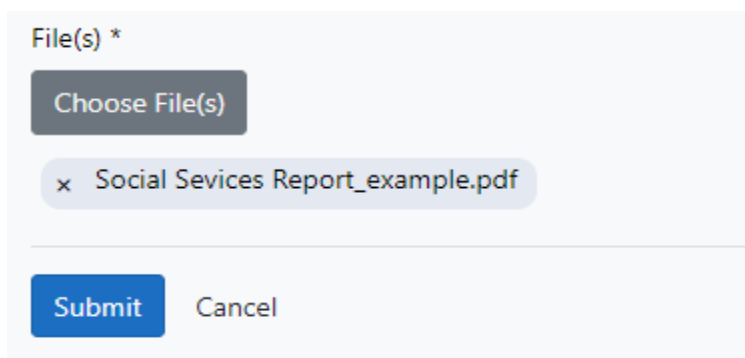 File(s) *
Choose File(s)
× Social Sevices Report_example.pdf
Submit Cancel